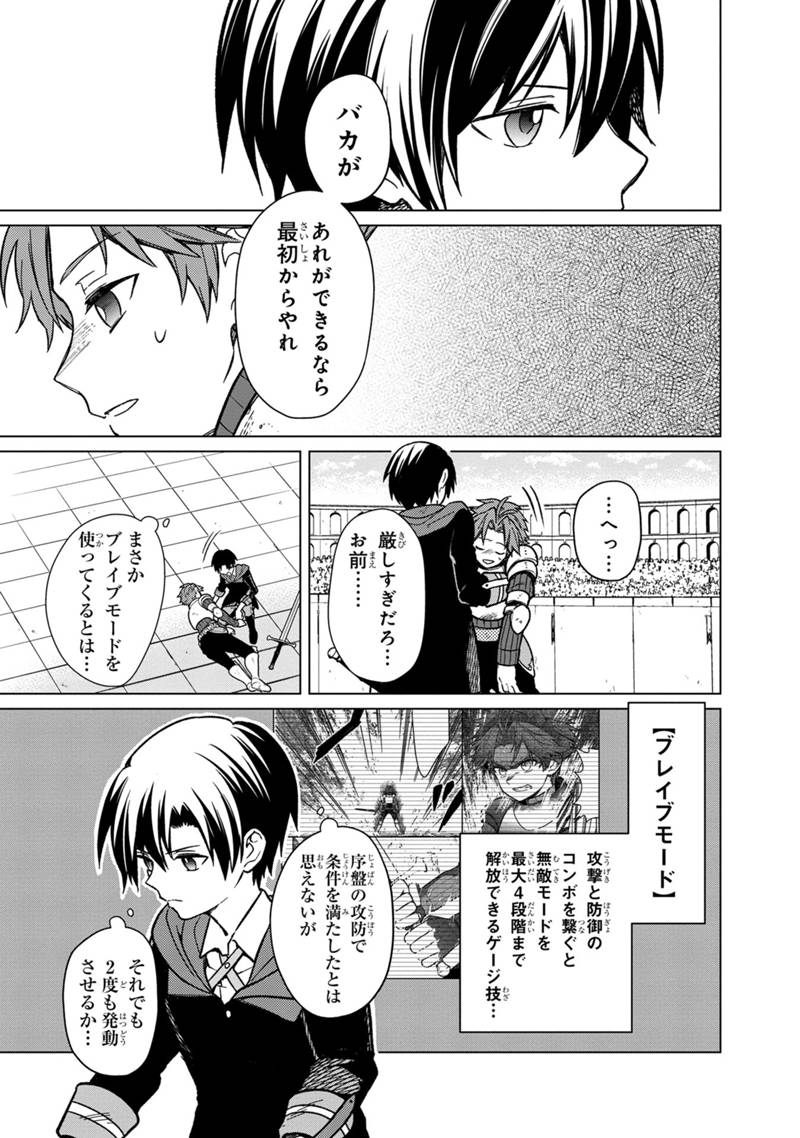 バカが
あれができるなら
最初からやれ
…へっ…
厳しすぎだろ…
お前……
まさか
ブレイブモードを
使ってくるとは…
【ブレイブモード】
攻撃と防御の
コンボを繋ぐと
無敵モードを
最大4段階まで
解放できるゲージ技…
序盤の攻防で
条件を満たしたとは
思えないが
それでも
2度も発動
させるか…